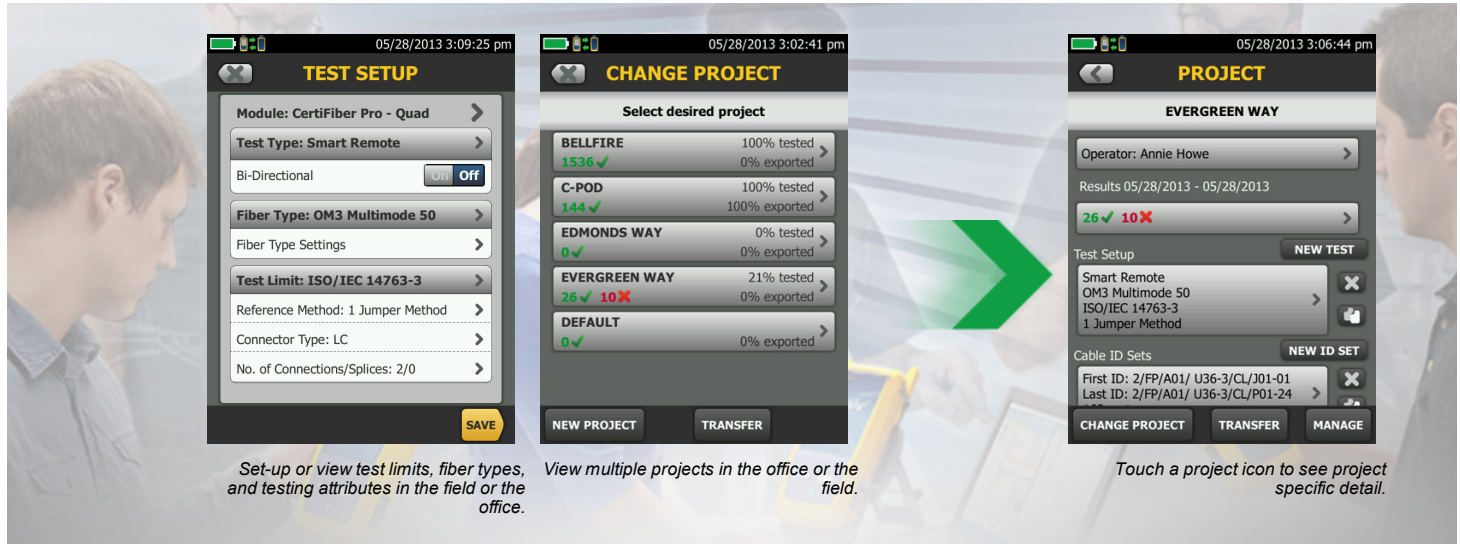 05/28/2013 3:09:25 pm
TEST SETUP
Module: CertiFiber Pro - Quad
Test Type: Smart Remote
Bi-Directional On Off
Fiber Type: OM3 Multimode 50
Fiber Type Settings
Test Limit: ISO/IEC 14763-3
Reference Method: 1 Jumper Method
Connector Type: LC
No. of Connections/Splices: 2/0
SAVE
Set-up or view test limits, fiber types,
and testing attributes in the field or the
office.
05/28/2013 3:02:41 pm
CHANGE PROJECT
Select desired project
BELLFIRE 100% tested
1536 0% exported
C-POD 100% tested
144 100% exported
EDMONDS WAY 0% tested
0 0% exported
EVERGREEN WAY 21% tested
26 10 0% exported
DEFAULT
0 0% exported
NEW PROJECT TRANSFER
View multiple projects in the office or the
field.
05/28/2013 3:06:44 pm
PROJECT
EVERGREEN WAY
Operator: Annie Howe
Results 05/28/2013 - 05/28/2013
26 10
Test Setup NEW TEST
Smart Remote
OM3 Multimode 50
ISO/IEC 14763-3
1 Jumper Method
Cable ID Sets NEW ID SET
First ID: 2/FP/A01/ U36-3/CL/J01-01
Last ID: 2/FP/A01/ U36-3/CL/P01-24
CHANGE PROJECT TRANSFER MANAGE
Touch a project icon to see project
specific detail.